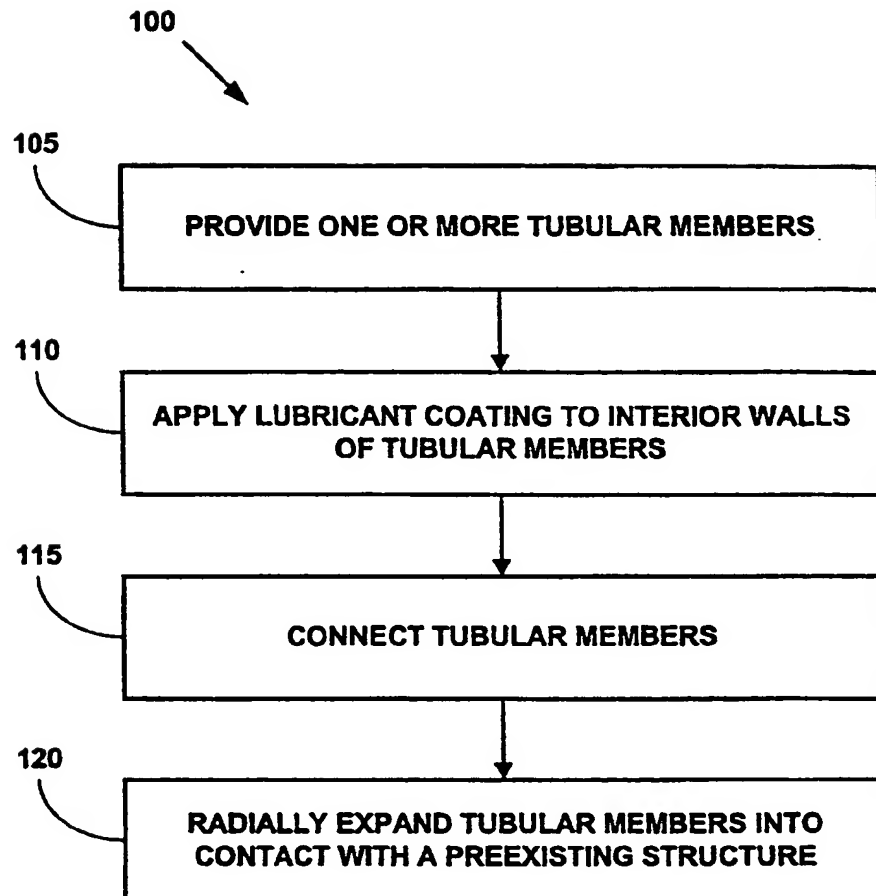 100
105
PROVIDE ONE OR MORE TUBULAR MEMBERS
110
APPLY LUBRICANT COATING TO INTERIOR WALLS
OF TUBULAR MEMBERS
115
CONNECT TUBULAR MEMBERS
120
RADIALLY EXPAND TUBULAR MEMBERS INTO
CONTACT WITH A PREEXISTING STRUCTURE